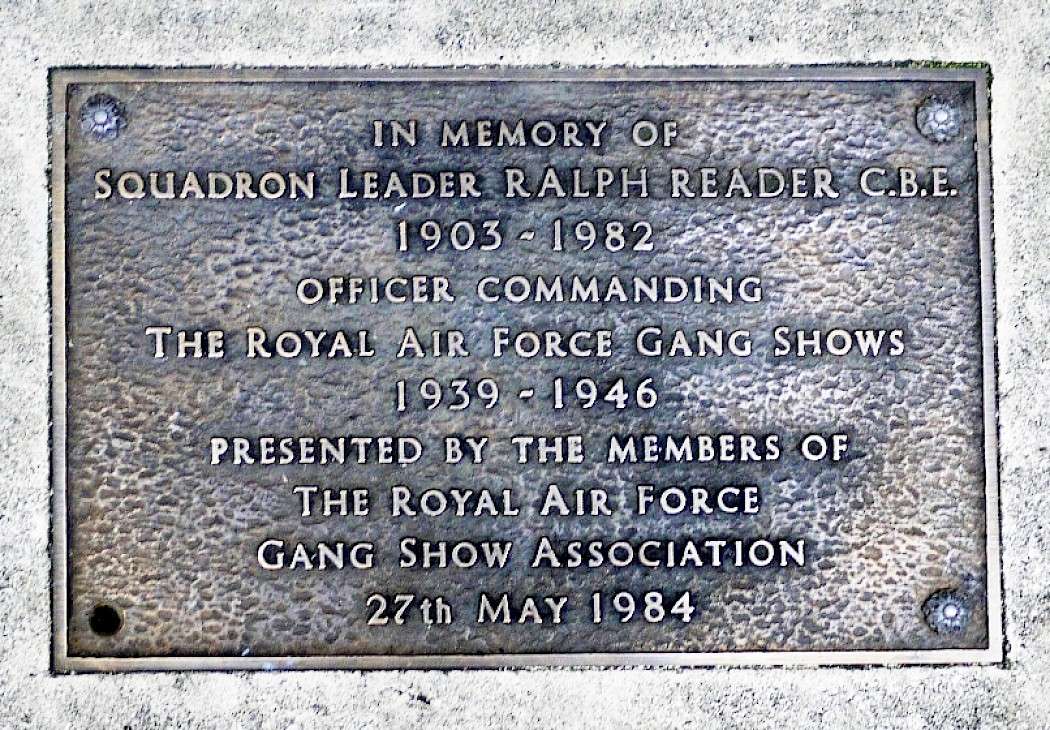 IN MEMORY OF
SQUADRON LEADER RALPH READER C.B.E.
1903 - 1982
OFFICER COMMANDING
THE ROYAL AIR FORCE GANG SHOWS
1939 - 1946
PRESENTED BY THE MEMBERS OF
THE ROYAL AIR FORCE
GANG SHOW ASSOCIATION
27th MAY 1984